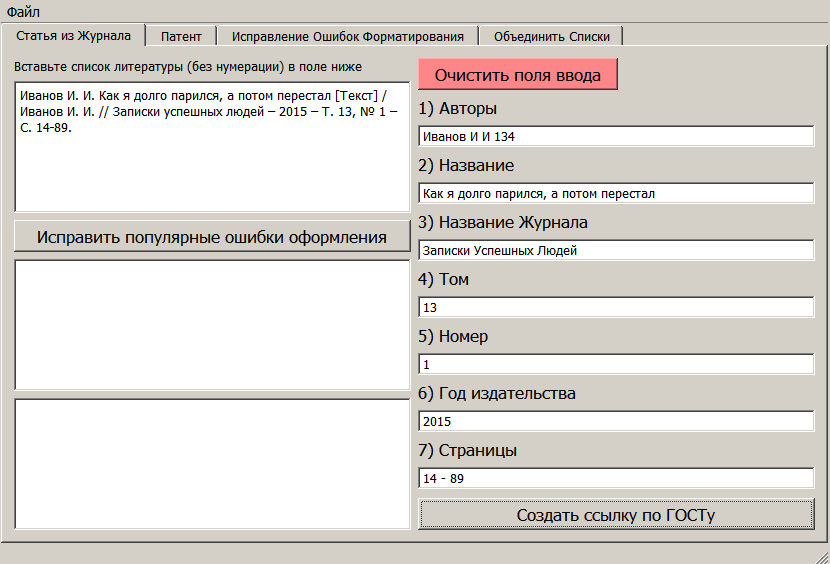 Файл
Статья из Журнала
Патент
Исправление Ошибок Форматирования
Объединить Списки
Вставьте список литературы (без нумерации) в поле ниже
Иванов И. И. Как я долго парился, а потом перестал [Текст] /
Иванов И. И. // Записки успешных людей – 2015 – Т. 13, № 1 –
С. 14-89.
Исправить популярные ошибки оформления
Очистить поля ввода
1) Авторы
Иванов И И 134
2) Название
Как я долго парился, а потом перестал
3) Название Журнала
Записки Успешных Людей
4) Том
13
5) Номер
1
6) Год издательства
2015
7) Страницы
14 - 89
Создать ссылку по ГОСТу